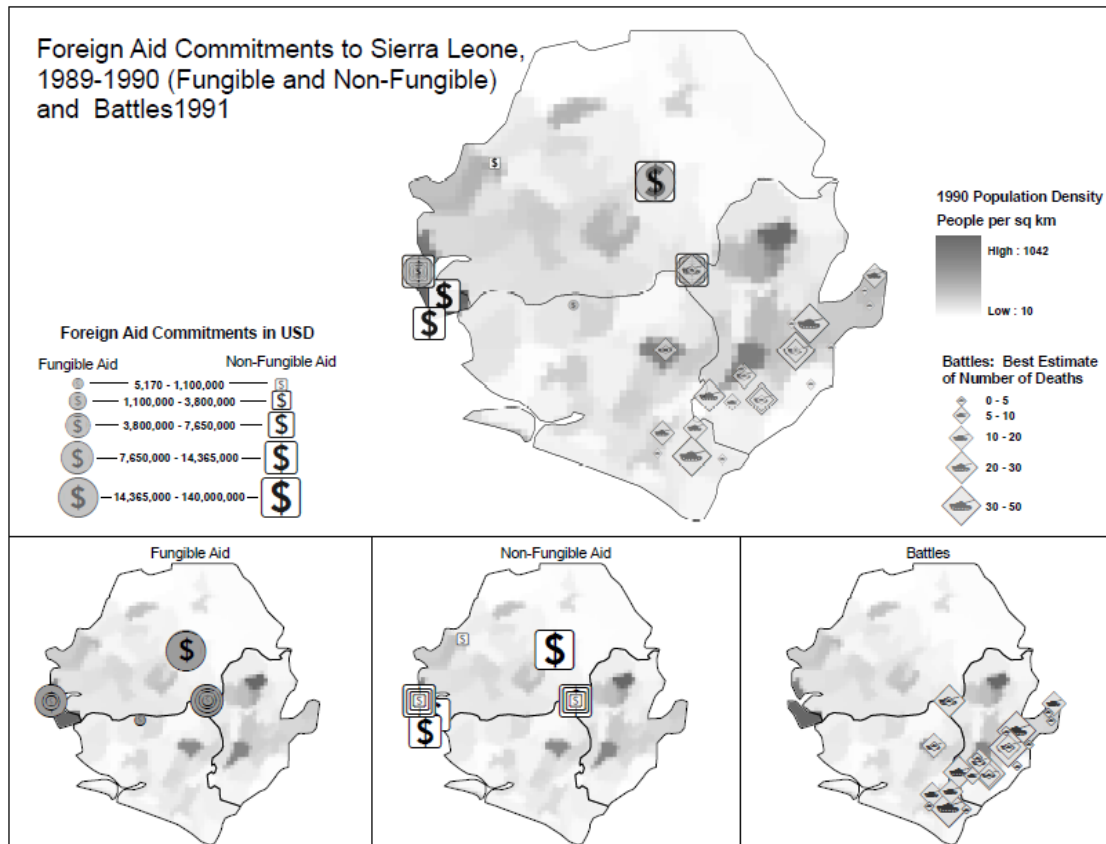 Foreign Aid Commitments to Sierra Leone,
1989-1990 (Fungible and Non-Fungible)
and Battles1991
1990 Population Density
People per sq km
High : 1042
Low : 10
Foreign Aid Commitments in USD
Fungible Aid Non-Fungible Aid
5,170 - 1,100,000
1,100,000 - 3,800,000
3,800,000 - 7,650,000
7,650,000 - 14,365,000
14,365,000 - 140,000,000
Battles: Best Estimate
of Number of Deaths
0 - 5
5 - 10
10 - 20
20 - 30
30 - 50
Fungible Aid
Non-Fungible Aid
Battles